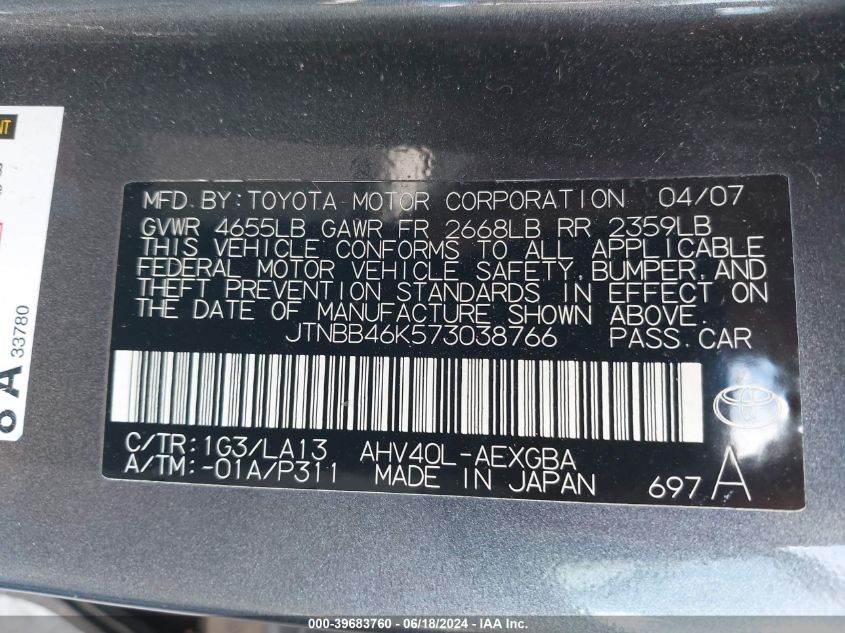 MFD.BY:TOYOTA MOTOR CORPORATION 04/07
GVWR 4655LB GAWR FR 2668LB RR 2359LB
THIS VEHICLE CONFORMS TO ALL APPLICABLE
FEDERAL MOTOR VEHICLE SAFETY,BUMPER,AND
THEFT PREVENTION STANDARDS IN EFFECT ON
THE DATE OF MANUFACTURE SHOWN ABOVE.
JTNBB46K573038766 PASS.CAR
C/TR:1G3/LA13 AHV40L-AEXGBA
A/TM:-01A/P311 MADE IN JAPAN 697 A
A 33780
000-39683760 - 06/18/2024 - IAA Inc.